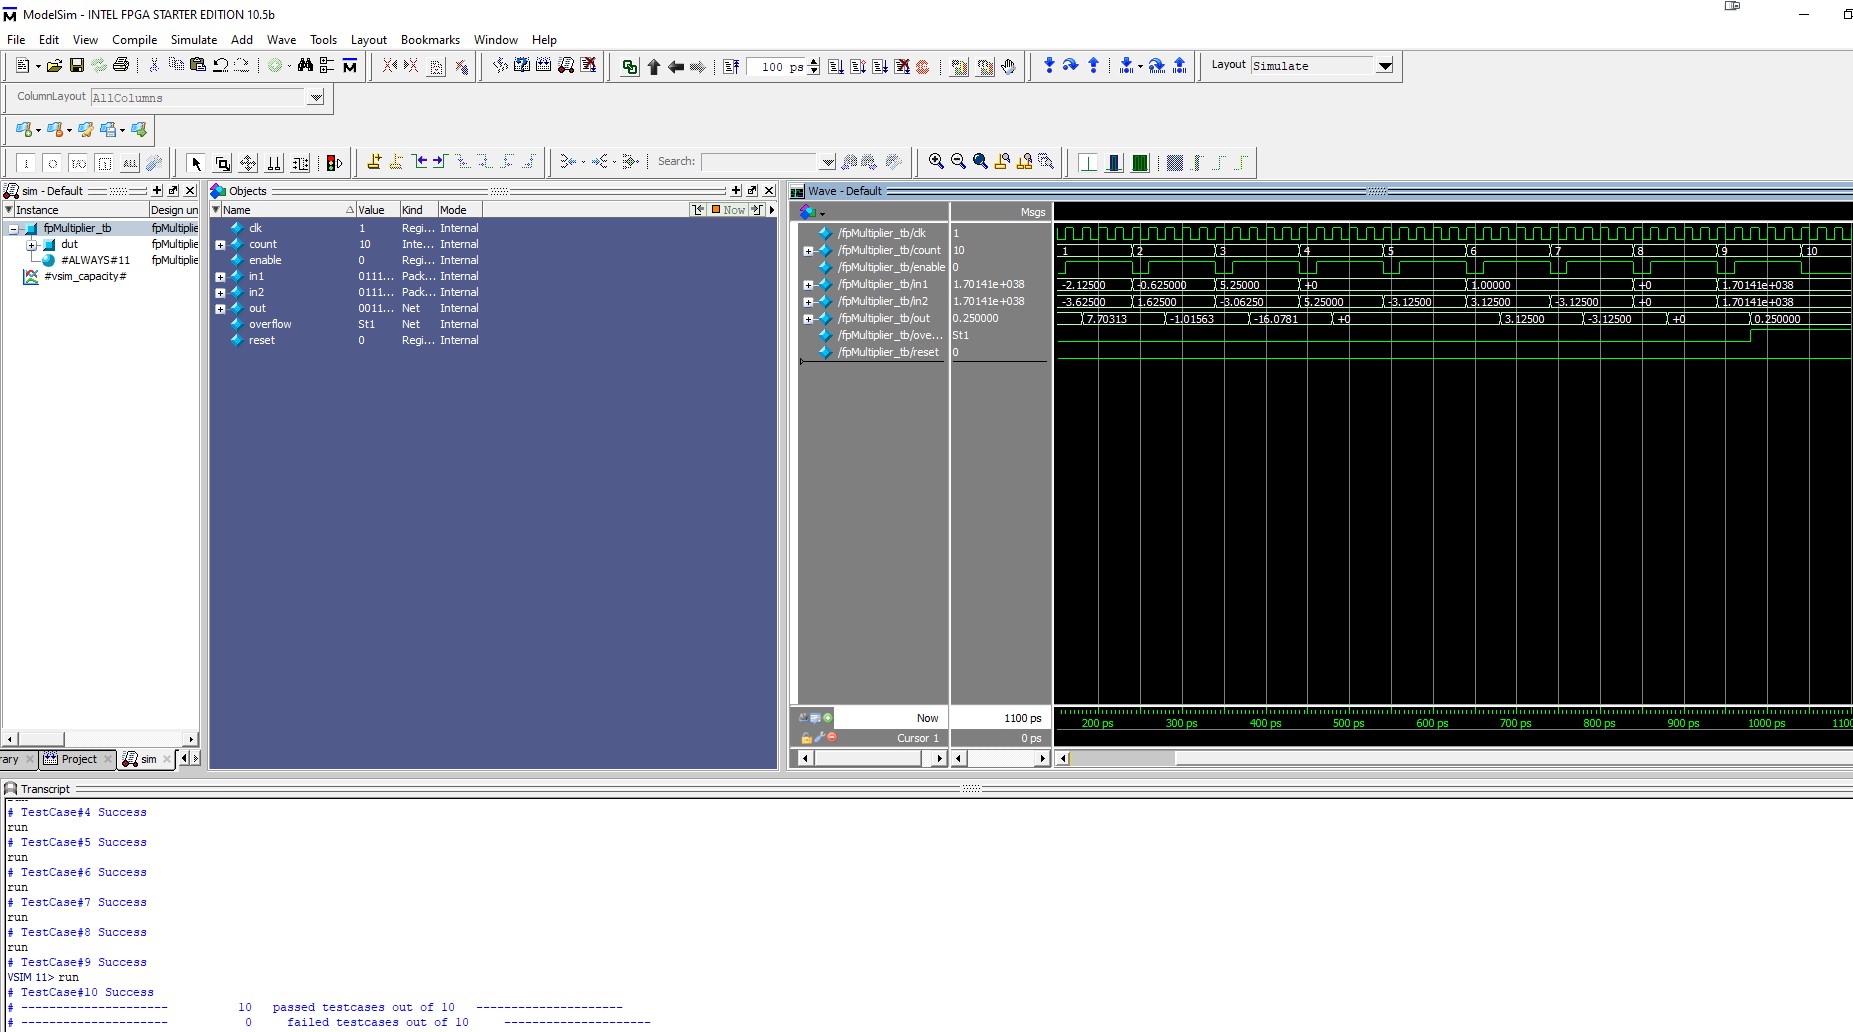 ModelSim - INTEL FPGA STARTER EDITION 10.5b
File Edit View Compile Simulate Add Wave Tools Layout Bookmarks Window Help
100 ps
Layout Simulate
ColumnLayout AllColumns
Search:
sim - Default
Instance Design un
fpMultiplier_tb fpMultiplie
dut fpMultiplie
#ALWAYS#11 fpMultiplie
#vsim_capacity#
Objects
Name Value Kind Mode Now
clk 1 Regi... Internal
count 10 Inte... Internal
enable 0 Regi... Internal
in1 0111... Pack... Internal
in2 0111... Pack... Internal
out 0011... Net Internal
overflow St1 Net Internal
reset 0 Regi... Internal
Wave - Default
Msgs
/fpMultiplier_tb/clk 1
/fpMultiplier_tb/count 10 1 2 3 4 5 6 7 8 9 10
/fpMultiplier_tb/enable 0
/fpMultiplier_tb/in1 1.70141e+038 -2.12500 -0.625000 5.25000 +0 1.00000 +0 1.70141e+038
/fpMultiplier_tb/in2 1.70141e+038 -3.62500 1.62500 -3.06250 5.25000 -3.12500 3.12500 -3.12500 +0 1.70141e+038
/fpMultiplier_tb/out 0.250000 7.70313 -1.01563 -16.0781 +0 3.12500 -3.12500 +0 0.250000
/fpMultiplier_tb/ove... St1
/fpMultiplier_tb/reset 0
Now 1100 ps 200 ps 300 ps 400 ps 500 ps 600 ps 700 ps 800 ps 900 ps 1000 ps 1100
Cursor 1 0 ps
rary Project sim
Transcript
# TestCase#4 Success
run
# TestCase#5 Success
run
# TestCase#6 Success
run
# TestCase#7 Success
run
# TestCase#8 Success
run
# TestCase#9 Success
VSIM 11> run
# TestCase#10 Success
# --------------------- 10 passed testcases out of 10 ---------------------
# --------------------- 0 failed testcases out of 10 ---------------------